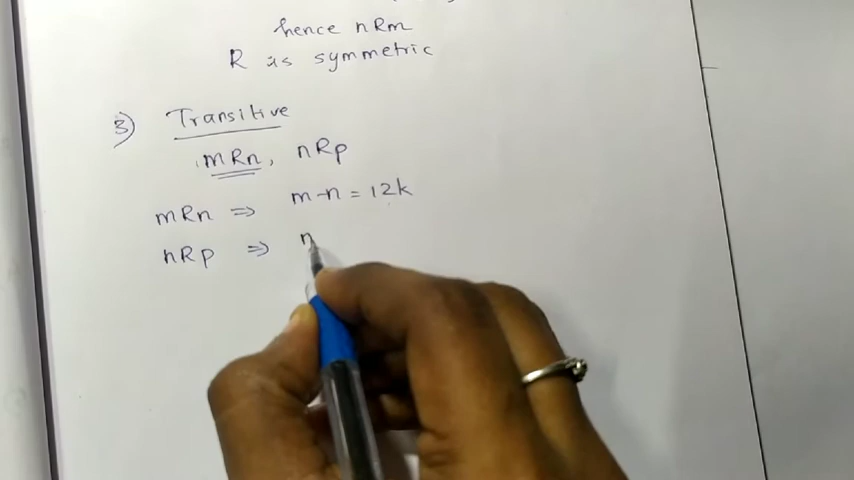 hence nRm
R is symmetric
3) Transitive
mRn, nRp
mRn ⇒ m-n = 12k
nRp ⇒ n